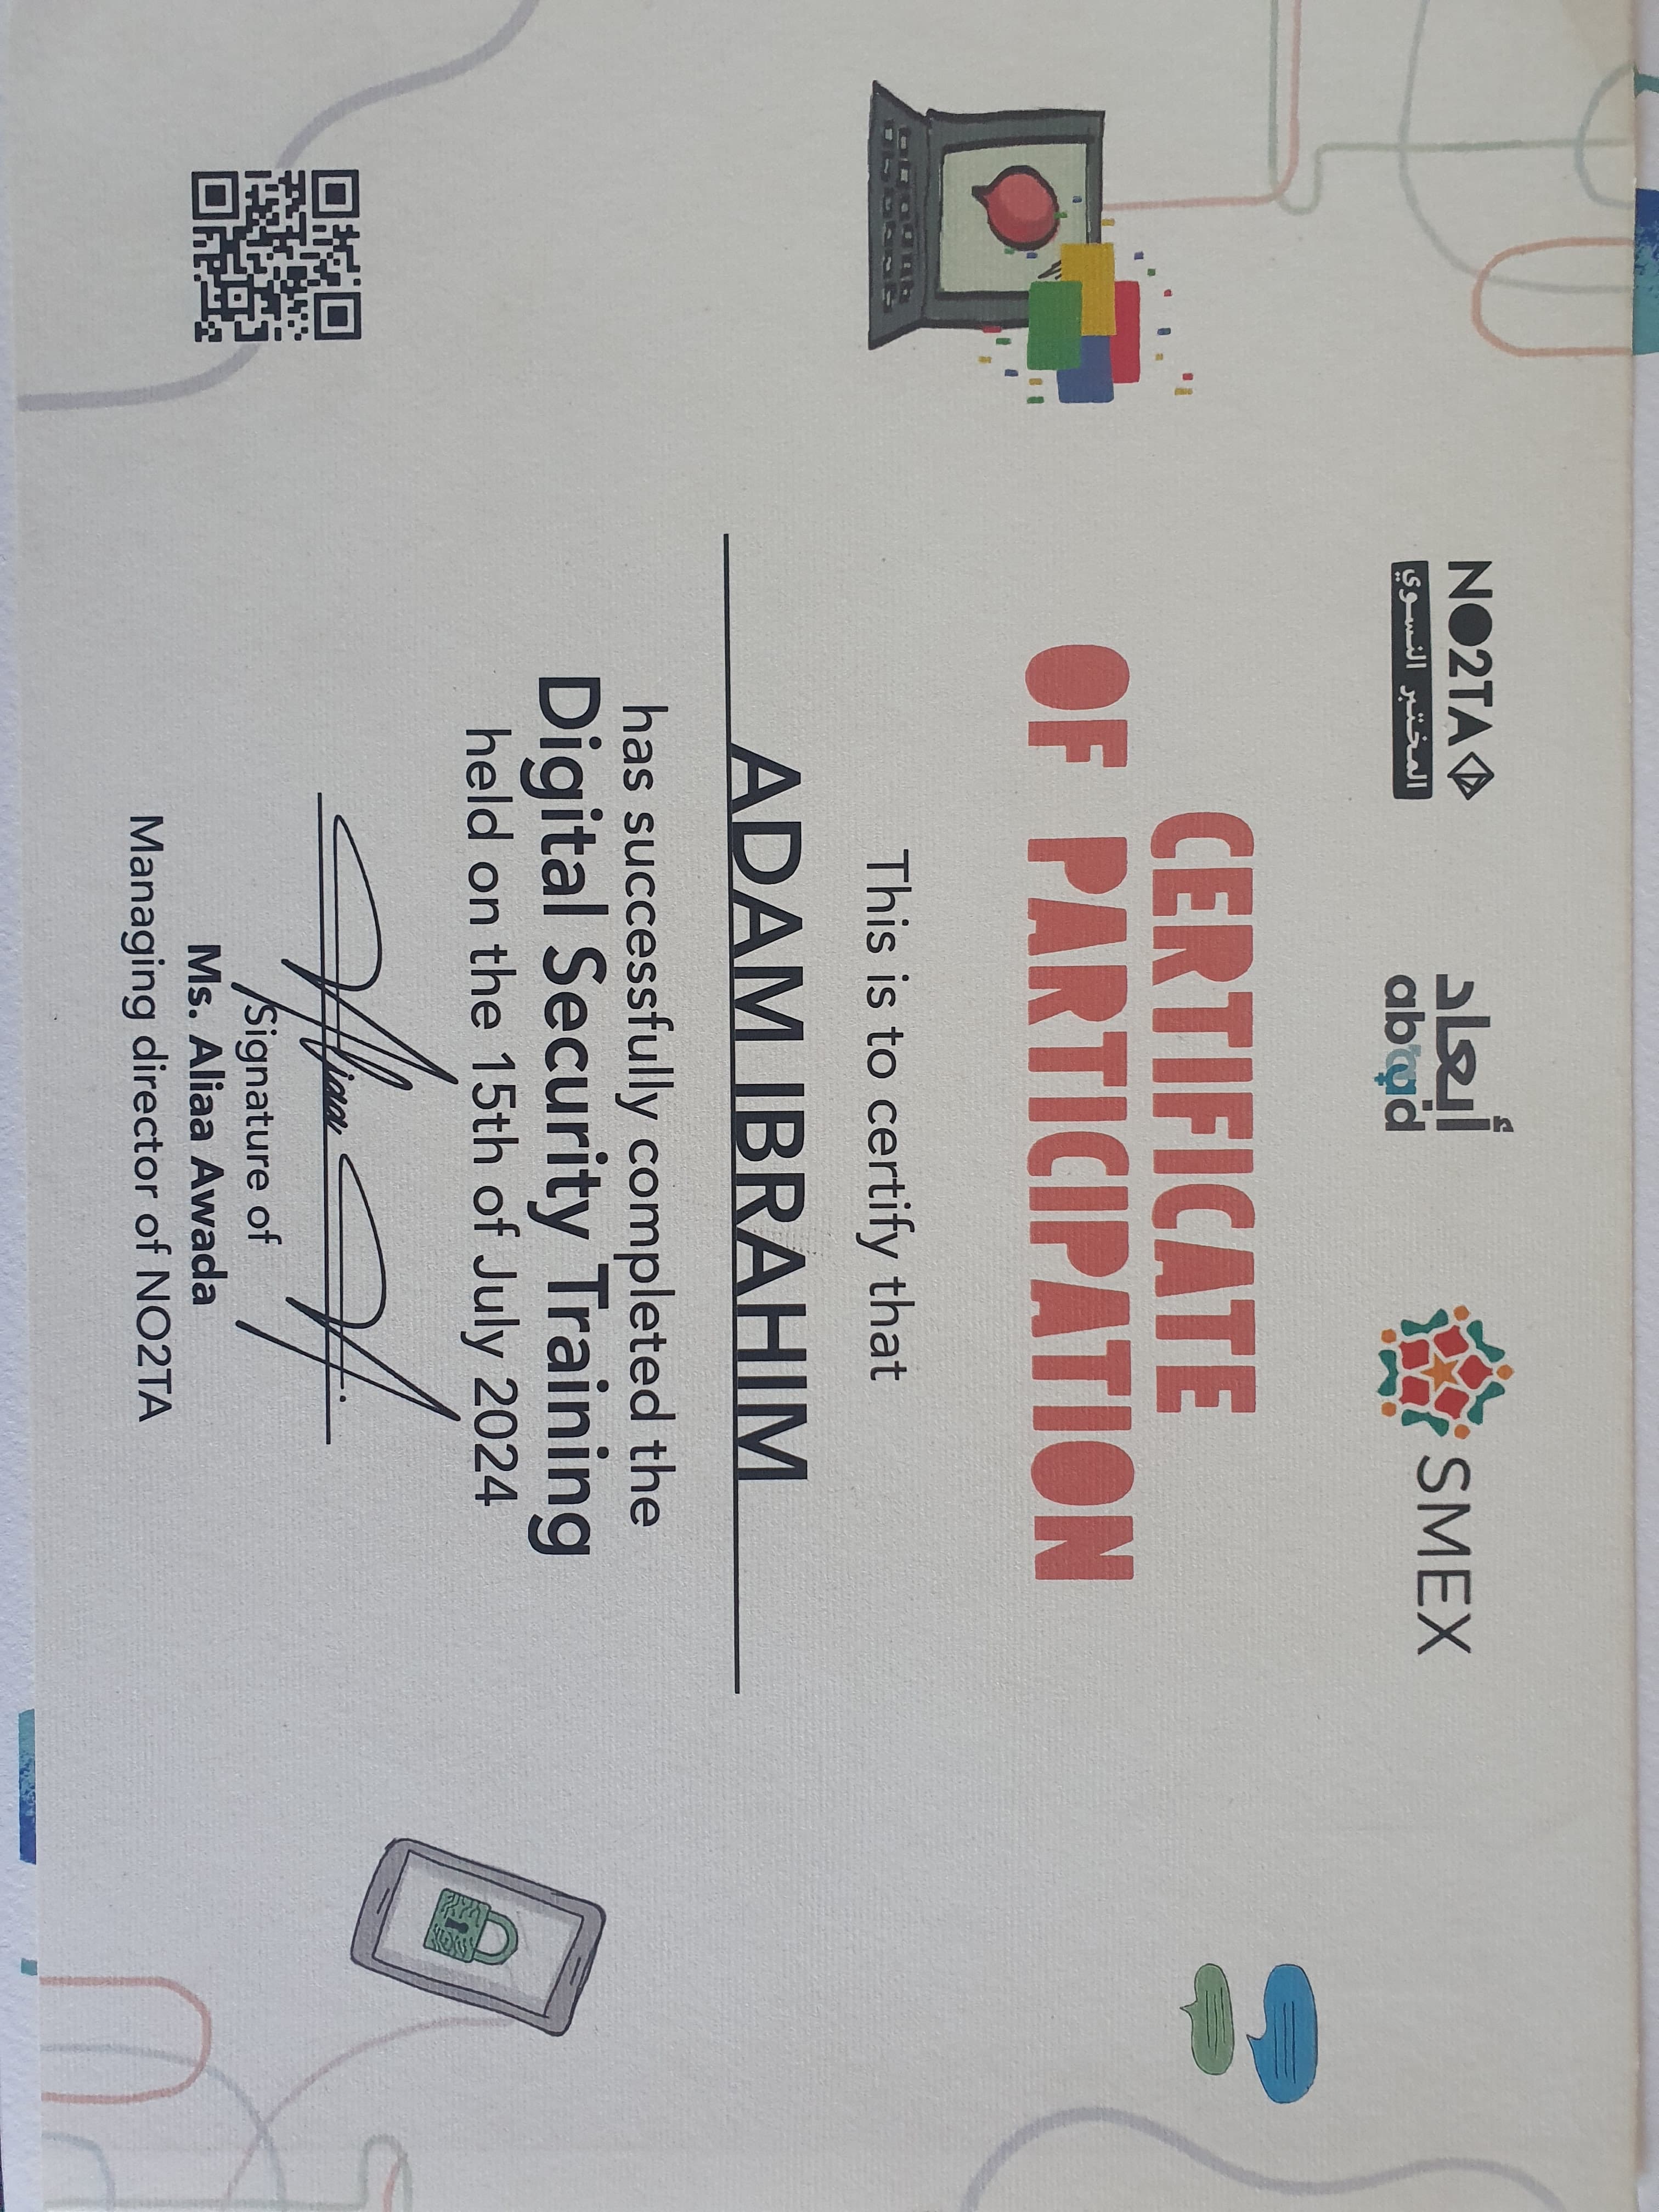 NO2TA
المختبر النسوي
أبعاد
abaad
SMEX
CERTIFICATE
OF PARTICIPATION
This is to certify that
ADAM IBRAHIM
has successfully completed the
Digital Security Training
held on the 15th of July 2024
Aliaa A.
Signature of
Ms. Aliaa Awada
Managing director of NO2TA